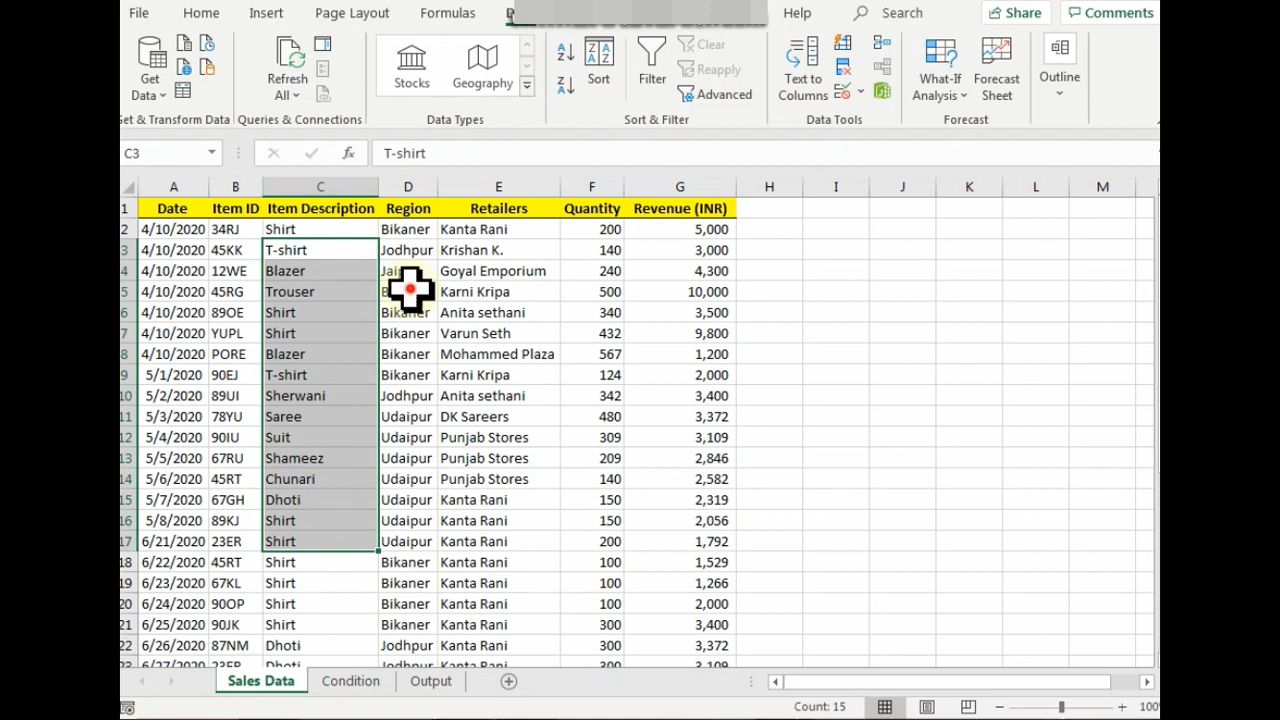 File Home Insert Page Layout Formulas Help Search Share Comments
Get Data Refresh All Stocks Geography Sort Filter Clear Reapply Advanced Text to Columns What-If Analysis Forecast Sheet Outline
Get & Transform Data Queries & Connections Data Types Sort & Filter Data Tools Forecast
C3 fx T-shirt
A B C D E F G H I J K L M
1 Date Item ID Item Description Region Retailers Quantity Revenue (INR)
2 4/10/2020 34RJ Shirt Bikaner Kanta Rani 200 5,000
3 4/10/2020 45KK T-shirt Jodhpur Krishan K. 140 3,000
4 4/10/2020 12WE Blazer Goyal Emporium 240 4,300
5 4/10/2020 45RG Trouser Karni Kripa 500 10,000
6 4/10/2020 89OE Shirt Bikaner Anita sethani 340 3,500
7 4/10/2020 YUPL Shirt Bikaner Varun Seth 432 9,800
8 4/10/2020 PORE Blazer Bikaner Mohammed Plaza 567 1,200
9 5/1/2020 90EJ T-shirt Bikaner Karni Kripa 124 2,000
10 5/2/2020 89UI Sherwani Jodhpur Anita sethani 342 3,400
11 5/3/2020 78YU Saree Udaipur DK Sareers 480 3,372
12 5/4/2020 90IU Suit Udaipur Punjab Stores 309 3,109
13 5/5/2020 67RU Shameez Udaipur Punjab Stores 209 2,846
14 5/6/2020 45RT Chunari Udaipur Punjab Stores 140 2,582
15 5/7/2020 67GH Dhoti Udaipur Kanta Rani 150 2,319
16 5/8/2020 89KJ Shirt Udaipur Kanta Rani 150 2,056
17 6/21/2020 23ER Shirt Udaipur Kanta Rani 200 1,792
18 6/22/2020 45RT Shirt Bikaner Kanta Rani 100 1,529
19 6/23/2020 67KL Shirt Bikaner Kanta Rani 100 1,266
20 6/24/2020 90OP Shirt Bikaner Kanta Rani 100 2,000
21 6/25/2020 90JK Shirt Bikaner Kanta Rani 300 3,400
22 6/26/2020 87NM Dhoti Jodhpur Kanta Rani 300 3,372
23 6/27/2020 23ER Dhoti Jodhpur Kanta Rani 300 3,109
Sales Data Condition Output
Count: 15 100